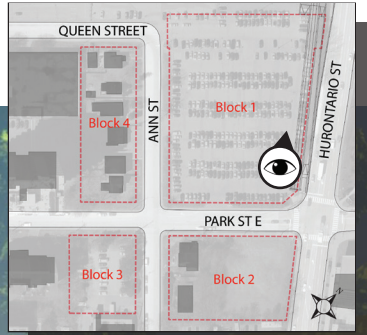 QUEEN STREET
Block 1
HURONTARIO ST
ANN ST
Block 4
PARK ST E
Block 3
Block 2